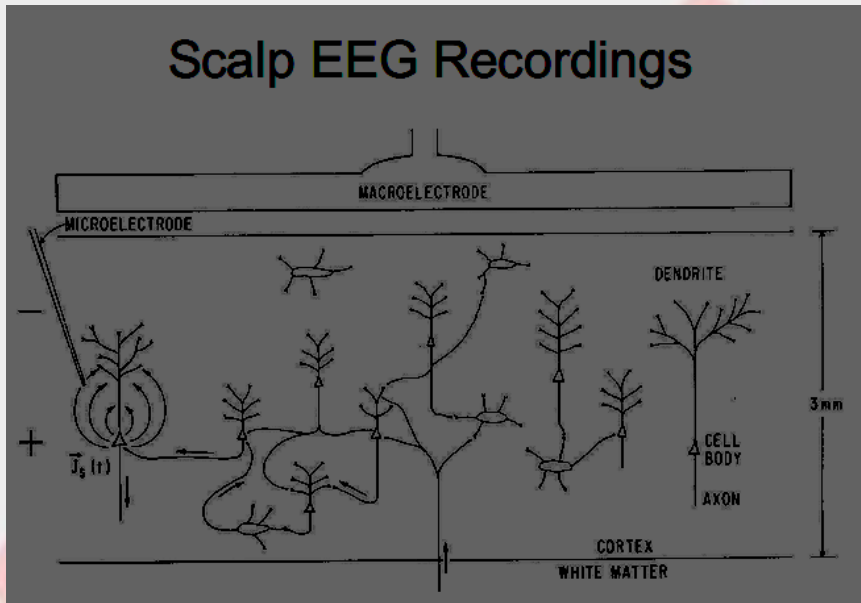 Scalp EEG Recordings
MACROELECTRODE
MICROELECTRODE
DENDRITE
−
3mm
+
J⃗s (t)
CELL
BODY
AXON
CORTEX
WHITE MATTER